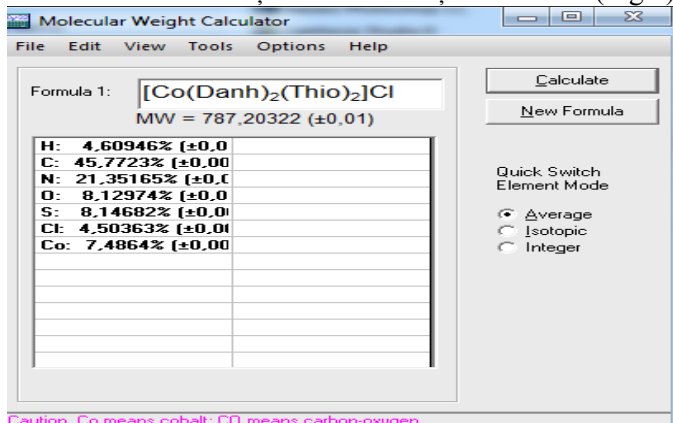 Molecular Weight Calculator
File Edit View Tools Options Help
Formula 1: [Co(Danh)₂(Thio)₂]Cl
MW = 787,20322 (±0,01)
H: 4,60946% (±0,0
C: 45,7723% (±0,00
N: 21,35165% (±0,0
O: 8,12974% (±0,0
S: 8,14682% (±0,0
Cl: 4,50363% (±0,0
Co: 7,4864% (±0,00
Calculate
New Formula
Quick Switch
Element Mode
Average
Isotopic
Integer
Caution, Co means cobalt; CO means carbon-oxygen